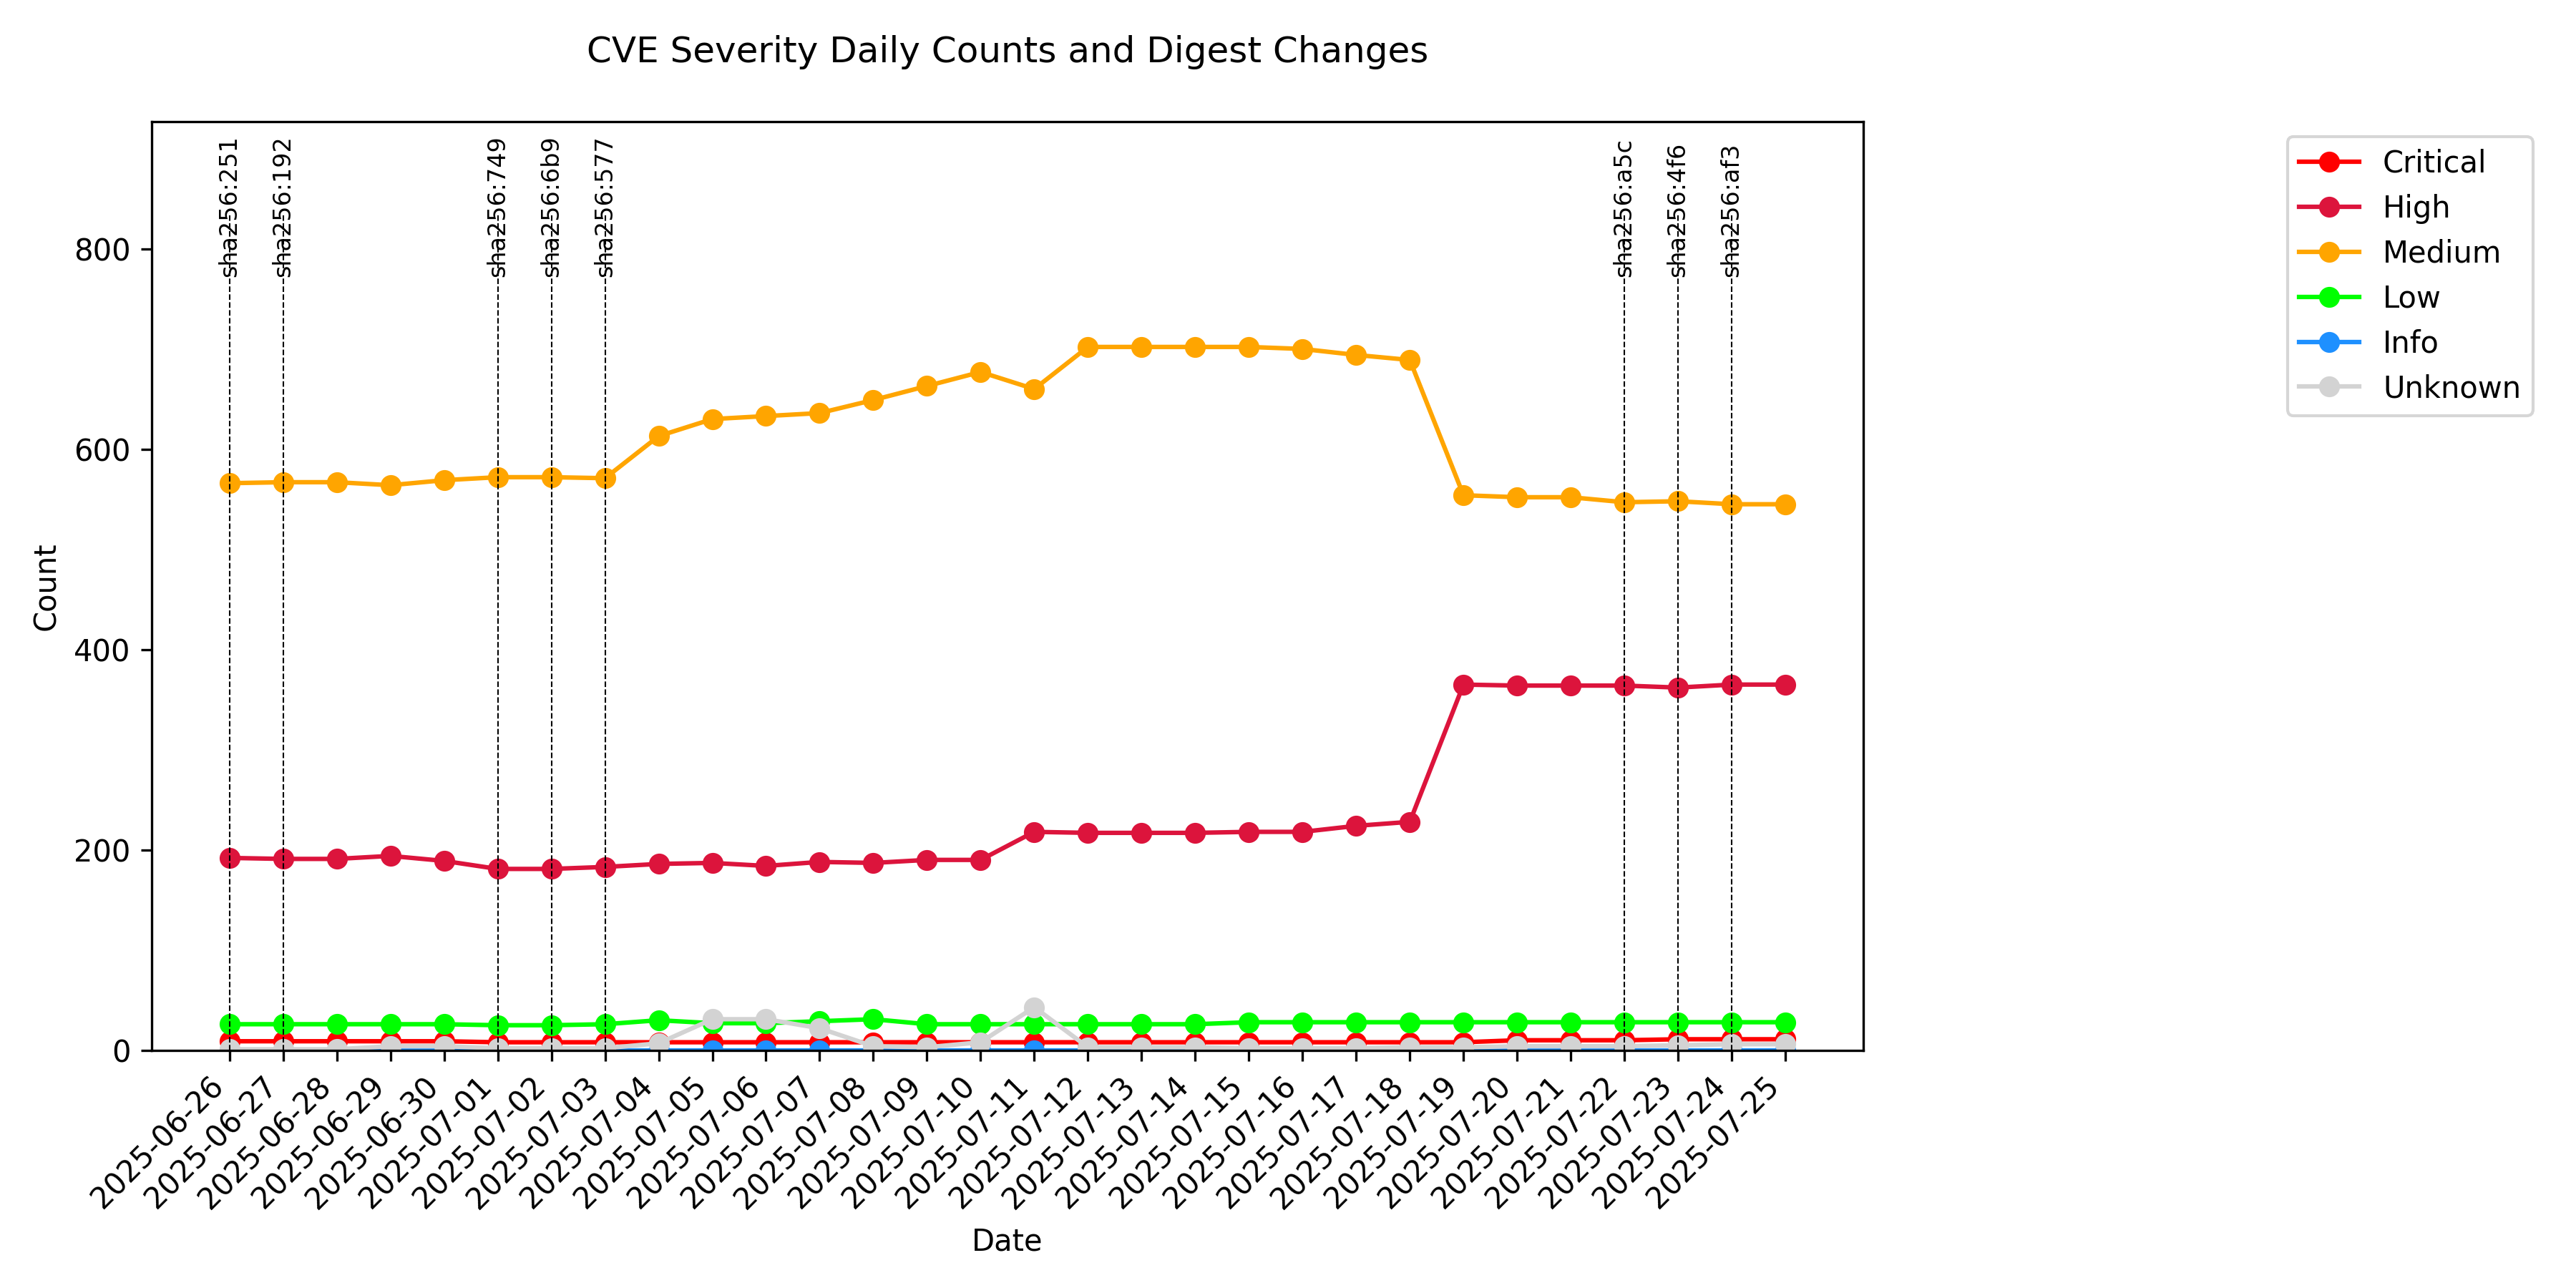 CVE Severity Daily Counts and Digest Changes
sha256:251
sha256:192
sha256:749
sha256:6b9
sha256:577
sha256:a5c
sha256:4f6
sha256:af3
Critical
High
Medium
Low
Info
Unknown
800
600
400
200
0
Count
2025-06-26
2025-06-27
2025-06-28
2025-06-29
2025-06-30
2025-07-01
2025-07-02
2025-07-03
2025-07-04
2025-07-05
2025-07-06
2025-07-07
2025-07-08
2025-07-09
2025-07-10
2025-07-11
2025-07-12
2025-07-13
2025-07-14
2025-07-15
2025-07-16
2025-07-17
2025-07-18
2025-07-19
2025-07-20
2025-07-21
2025-07-22
2025-07-23
2025-07-24
2025-07-25
Date